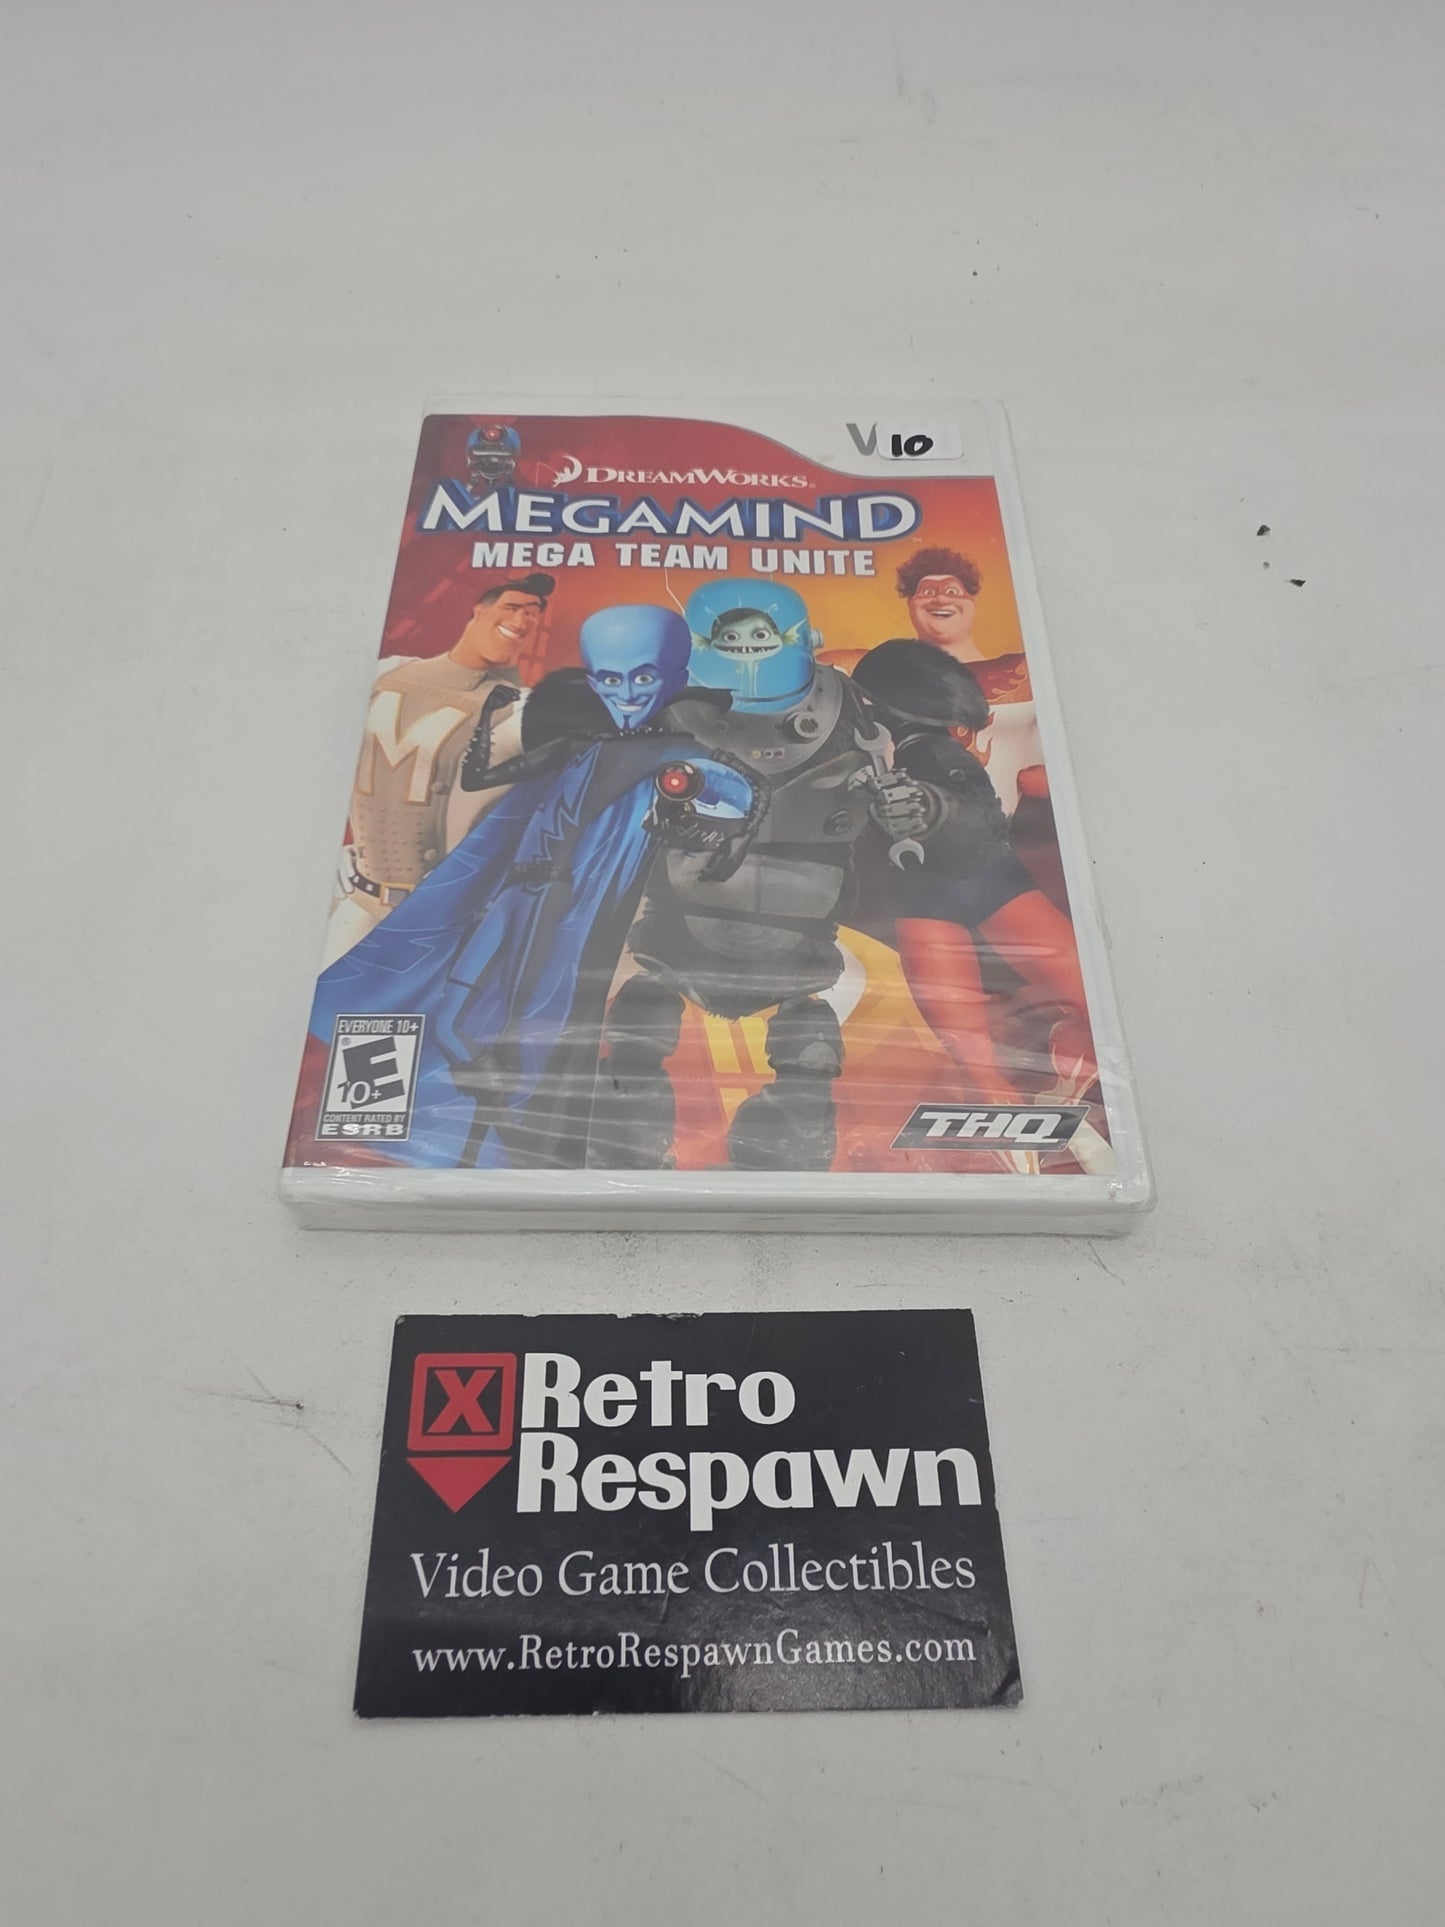 V
10
DREAMWORKS
MEGAMIND
MEGA TEAM UNITE
M
EVERYONE 10+
E
10+
CONTENT RATED BY
ESRB
THQ
X Retro
Respawn
Video Game Collectibles
www.RetroRespawnGames.com